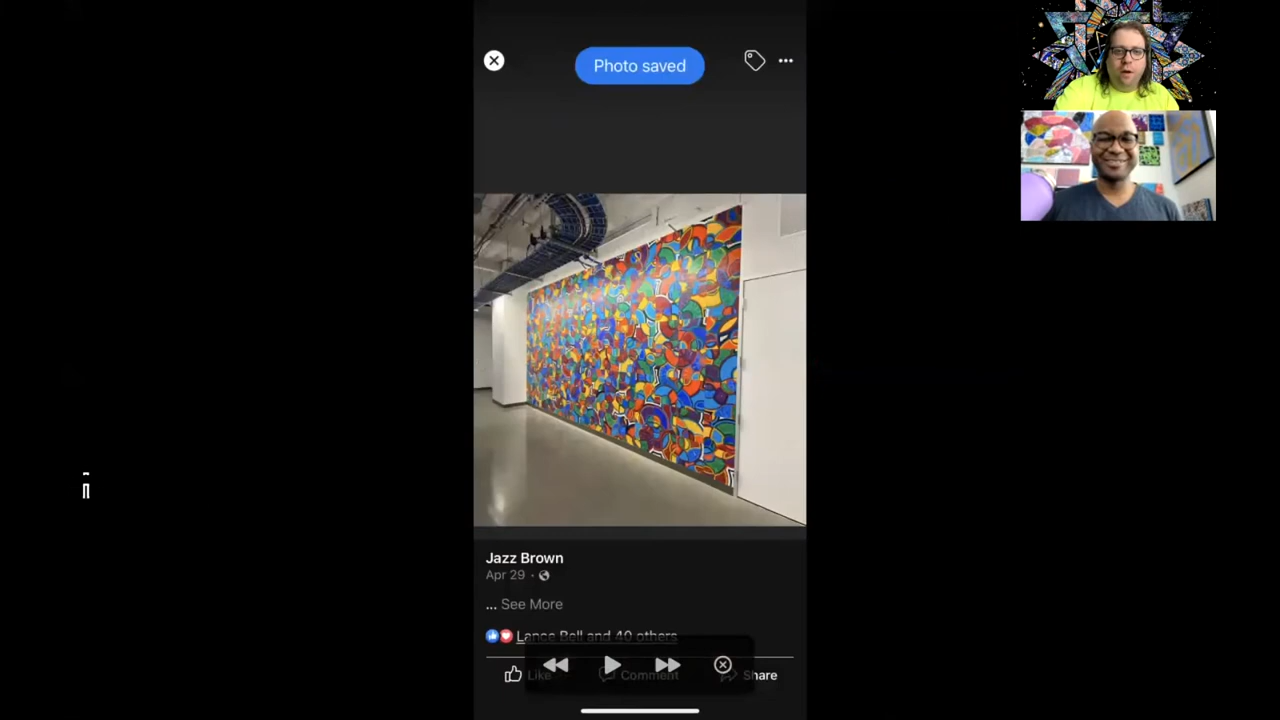 Photo saved
Jazz Brown
Apr 29 ·
... See More
Lance Bell and 40 others
Like
Comment
Share